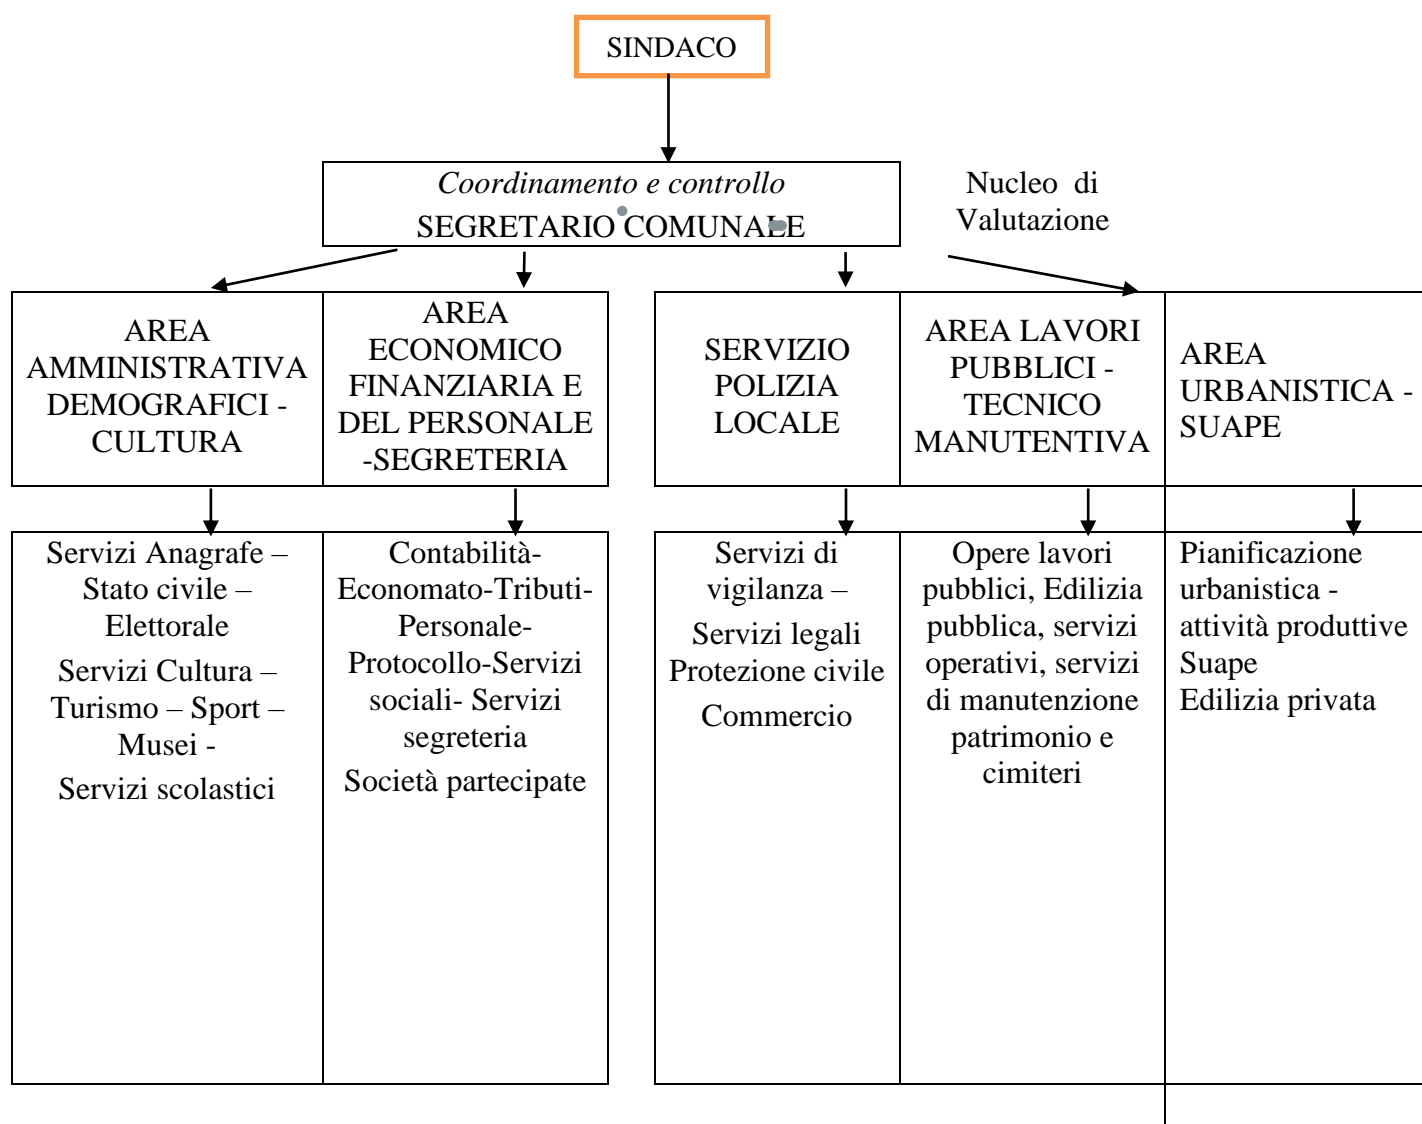 SINDACO
Coordinamento e controllo
SEGRETARIO COMUNALE
Nucleo di
Valutazione
AREA
AMMINISTRATIVA
DEMOGRAFICI -
CULTURA
AREA
ECONOMICO
FINANZIARIA E
DEL PERSONALE
-SEGRETERIA
SERVIZIO
POLIZIA
LOCALE
AREA LAVORI
PUBBLICI -
TECNICO
MANUTENTIVA
AREA
URBANISTICA -
SUAPE
Servizi Anagrafe –
Stato civile –
Elettorale
Servizi Cultura –
Turismo – Sport –
Musei -
Servizi scolastici
Contabilità-
Economato-Tributi-
Personale-
Protocollo-Servizi
sociali- Servizi
segreteria
Società partecipate
Servizi di
vigilanza –
Servizi legali
Protezione civile
Commercio
Opere lavori
pubblici, Edilizia
pubblica, servizi
operativi, servizi
di manutenzione
patrimonio e
cimiteri
Pianificazione
urbanistica -
attività produttive
Suape
Edilizia privata